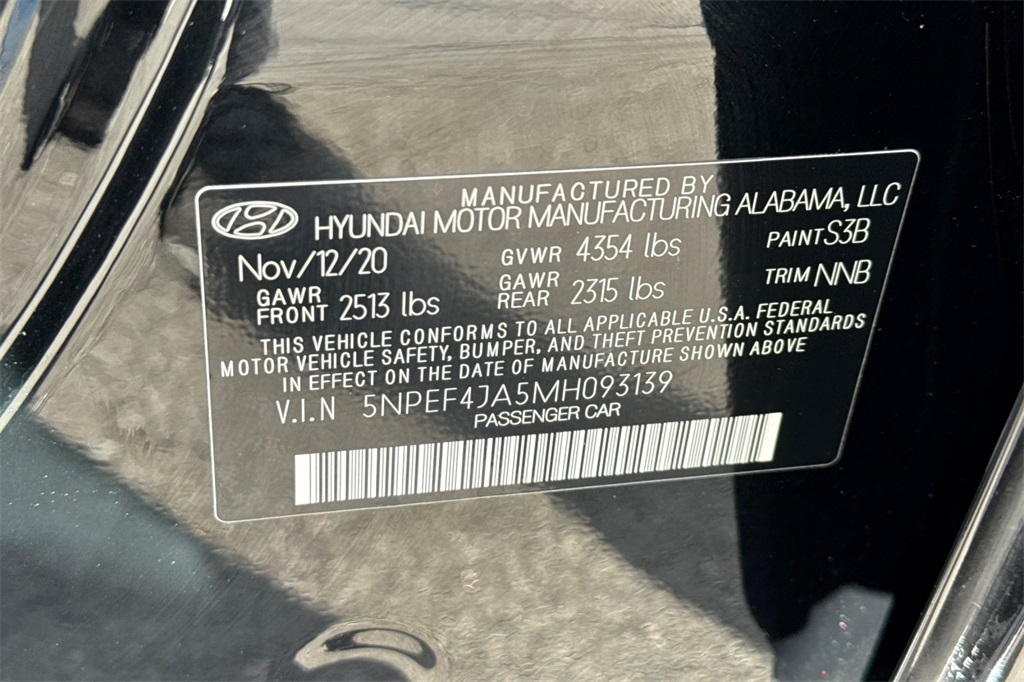 MANUFACTURED BY
HYUNDAI MOTOR MANUFACTURING ALABAMA, LLC
Nov/12/20 GVWR 4354 lbs PAINT S3B
GAWR FRONT 2513 lbs GAWR REAR 2315 lbs TRIM NNB
THIS VEHICLE CONFORMS TO ALL APPLICABLE U.S.A. FEDERAL
MOTOR VEHICLE SAFETY, BUMPER, AND THEFT PREVENTION STANDARDS
IN EFFECT ON THE DATE OF MANUFACTURE SHOWN ABOVE
V.I.N 5NPEF4JA5MH093139
PASSENGER CAR